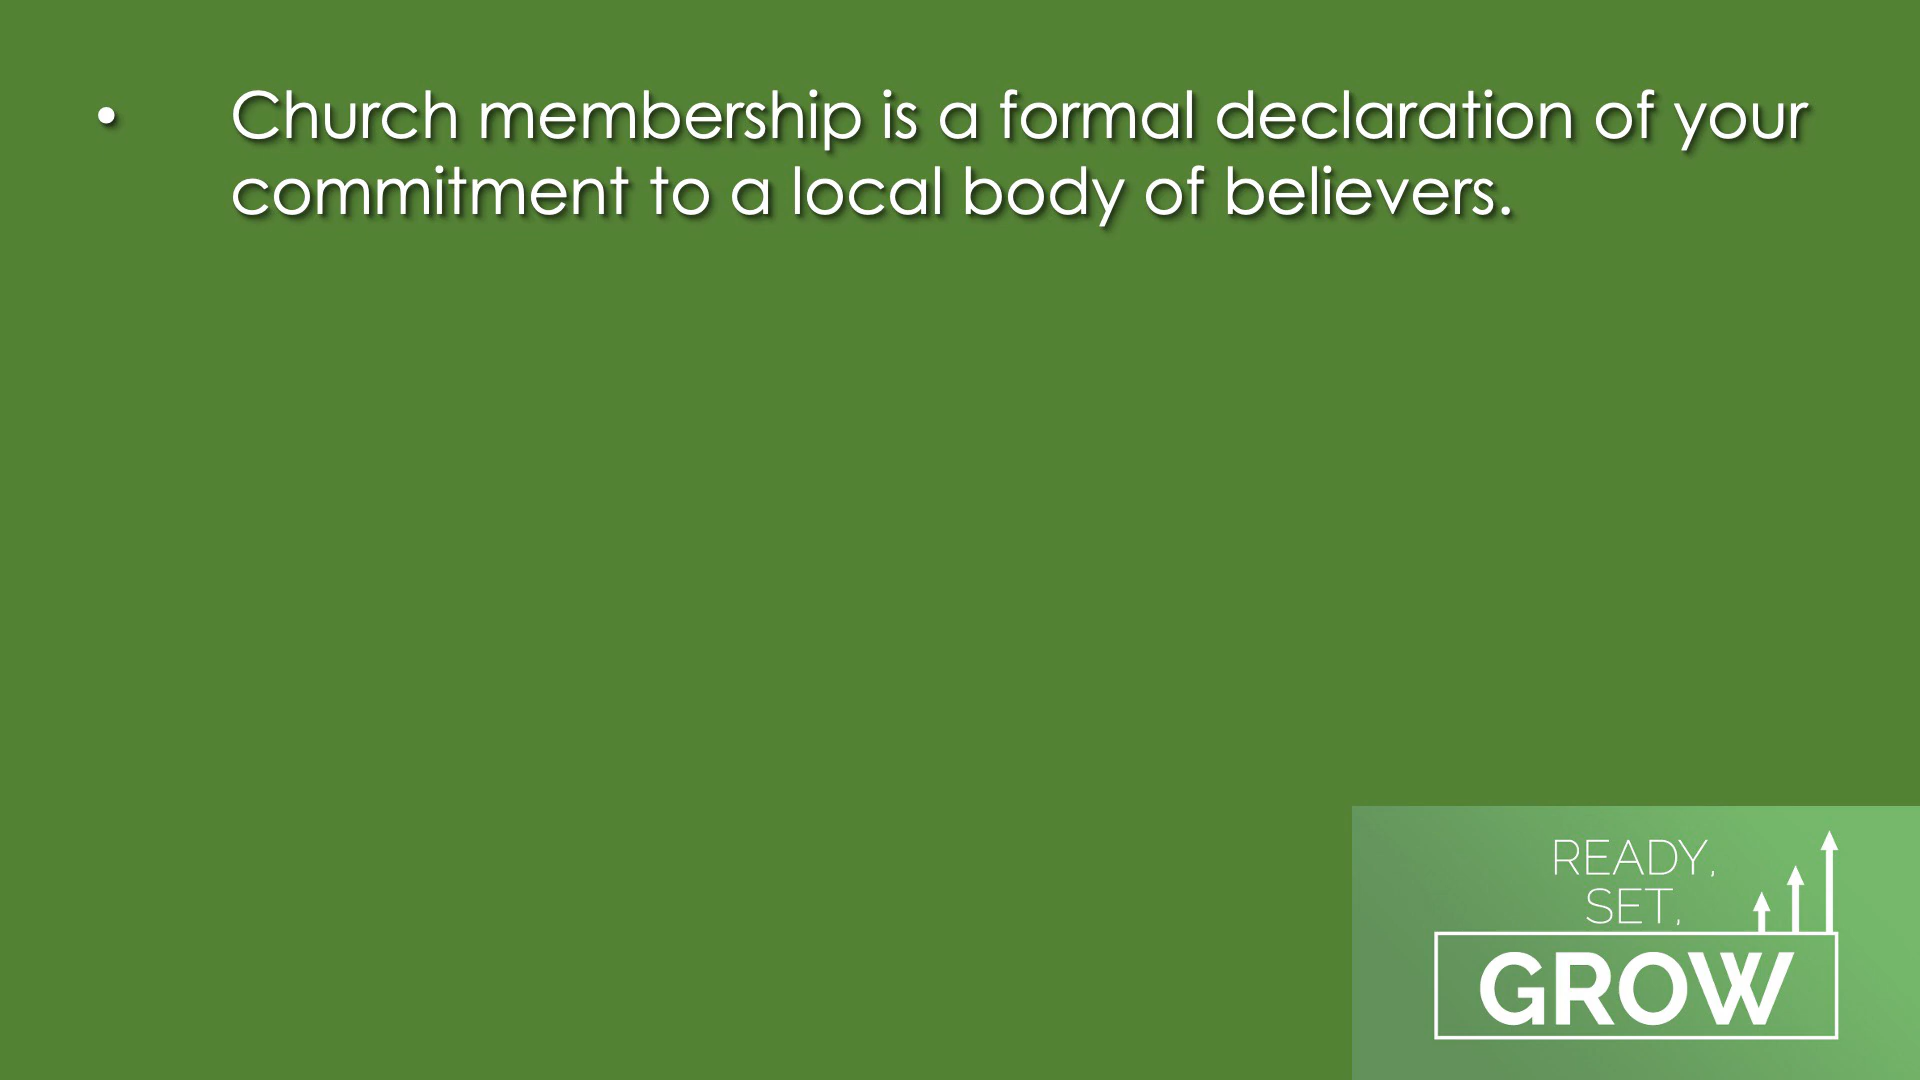 • Church membership is a formal declaration of your
commitment to a local body of believers.
READY,
SET,
GROW